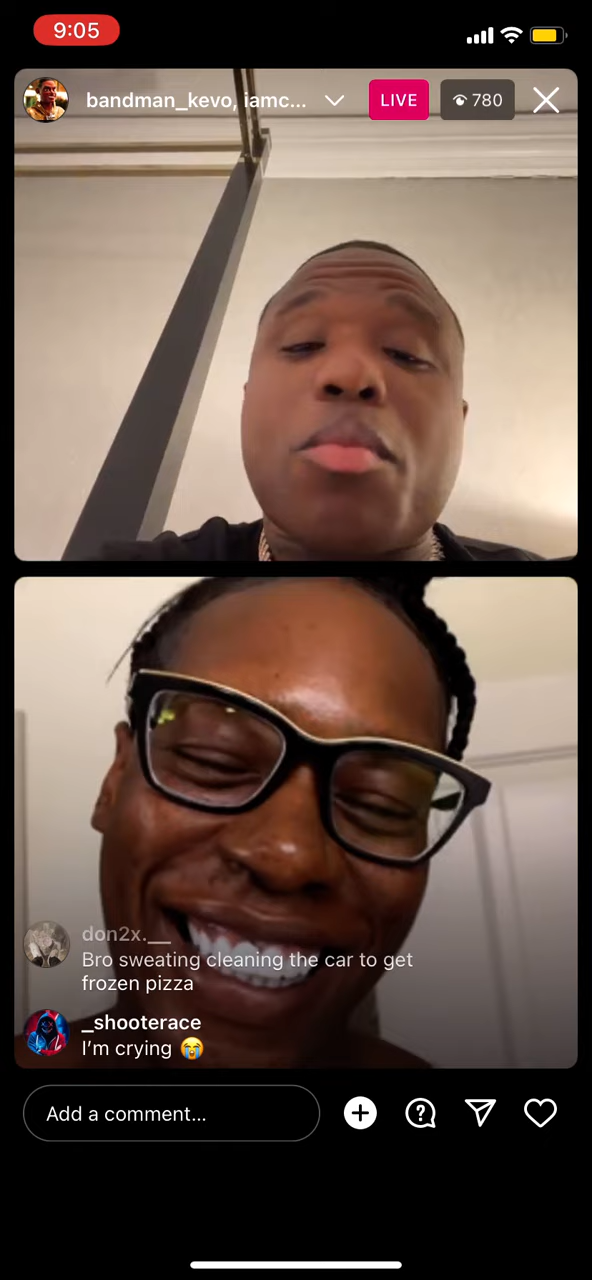 9:05
bandman_kevo, iamc...
LIVE
780
don2x.__
Bro sweating cleaning the car to get
frozen pizza
_shooterace
I'm crying 😭
Add a comment...